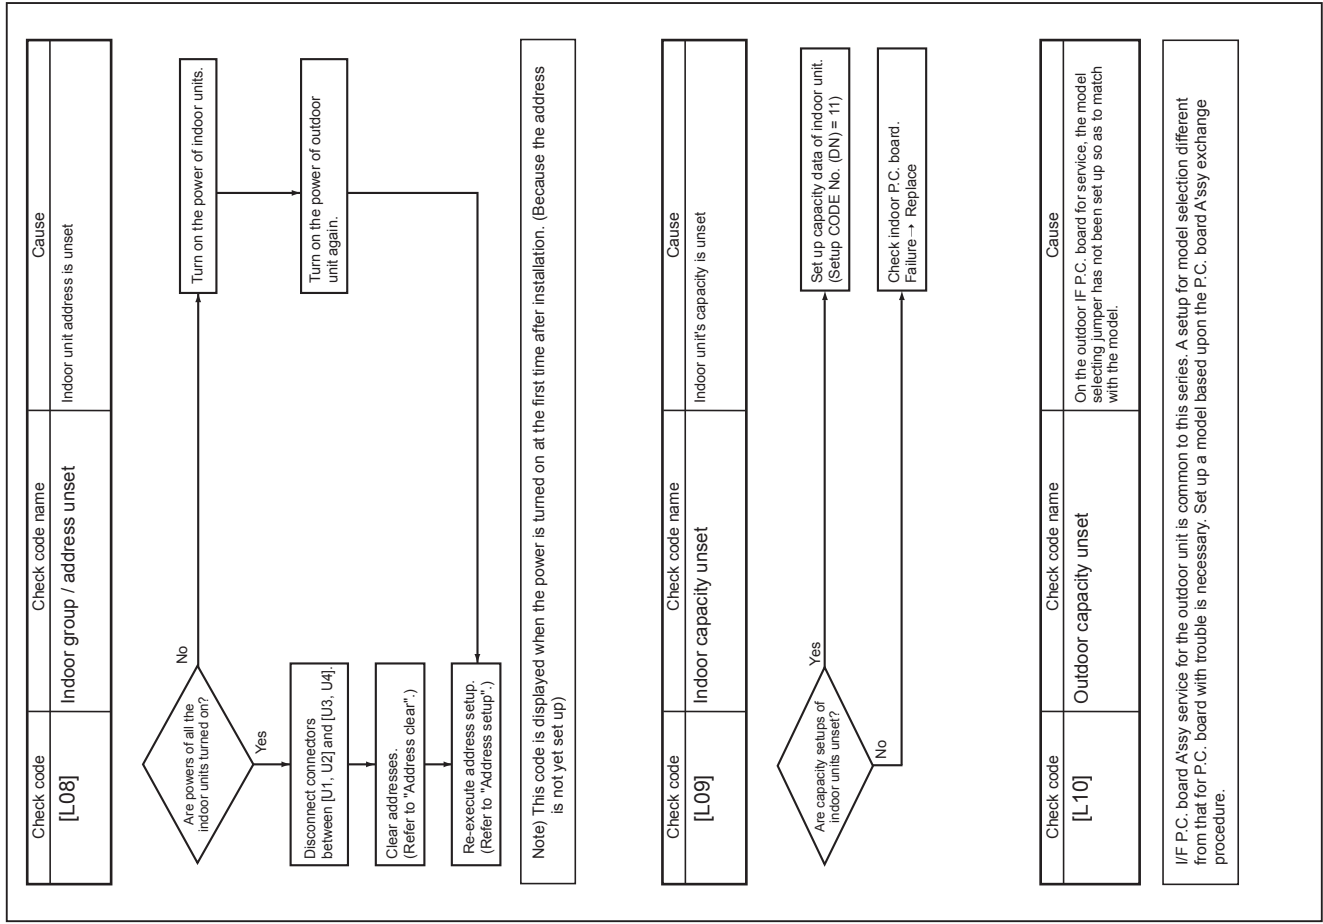 Check code
Check code name
Cause
[L08]
Indoor group / address unset
Indoor unit address is unset
Are powers of all the
indoor units turned on?
No
Turn on the power of indoor units.
Turn on the power of outdoor
unit again.
Yes
Disconnect connectors
between [U1, U2] and [U3, U4].
Clear addresses.
(Refer to "Address clear".)
Re-execute address setup.
(Refer to "Address setup".)
Note) This code is displayed when the power is turned on at the first time after installation. (Because the address
is not yet set up)
Check code
Check code name
Cause
[L09]
Indoor capacity unset
Indoor unit's capacity is unset
Are capacity setups of
indoor units unset?
Yes
Set up capacity data of indoor unit.
(Setup CODE No. (DN) = 11)
No
Check indoor P.C. board.
Failure → Replace
Check code
Check code name
Cause
[L10]
Outdoor capacity unset
On the outdoor IF P.C. board for service, the model
selecting jumper has not been set up so as to match
with the model.
I/F P.C. board A'ssy service for the outdoor unit is common to this series. A setup for model selection different
from that for P.C. board with trouble is necessary. Set up a model based upon the P.C. board A'ssy exchange
procedure.